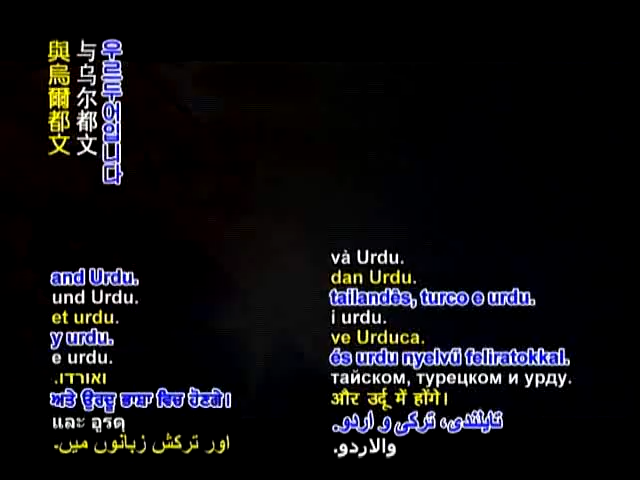 與烏爾都文
与乌尔都文
우르두어입니다
and Urdu.
und Urdu.
et urdu.
y urdu.
e urdu.
ואורדו.
ਅਤੇ ਉਰਦੂ ਭਾਸ਼ਾ ਵਿਚ ਹੋਣਗੇ।
และ อูรดุ
اور ترکش زبانوں میں۔
và Urdu.
dan Urdu.
tailandês, turco e urdu.
i urdu.
ve Urduca.
és urdu nyelvű feliratokkal.
тайском, турецком и урду.
और उर्दू में होंगे।
تایلندی، ترکی و اردو.
والاردو.